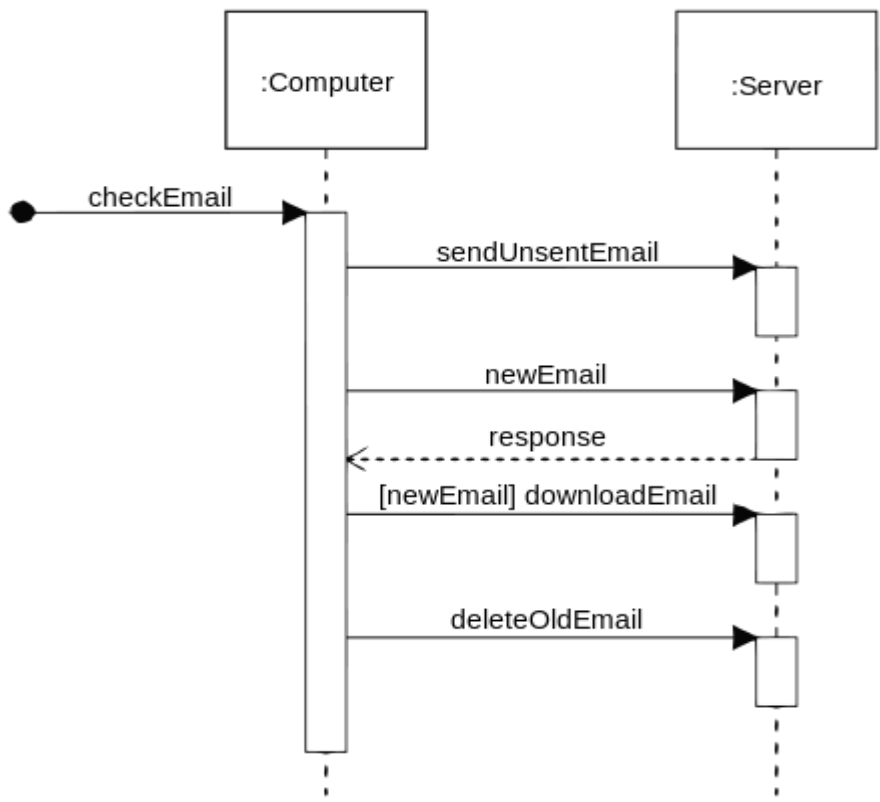 :Computer
:Server
checkEmail
sendUnsentEmail
newEmail
response
[newEmail] downloadEmail
deleteOldEmail